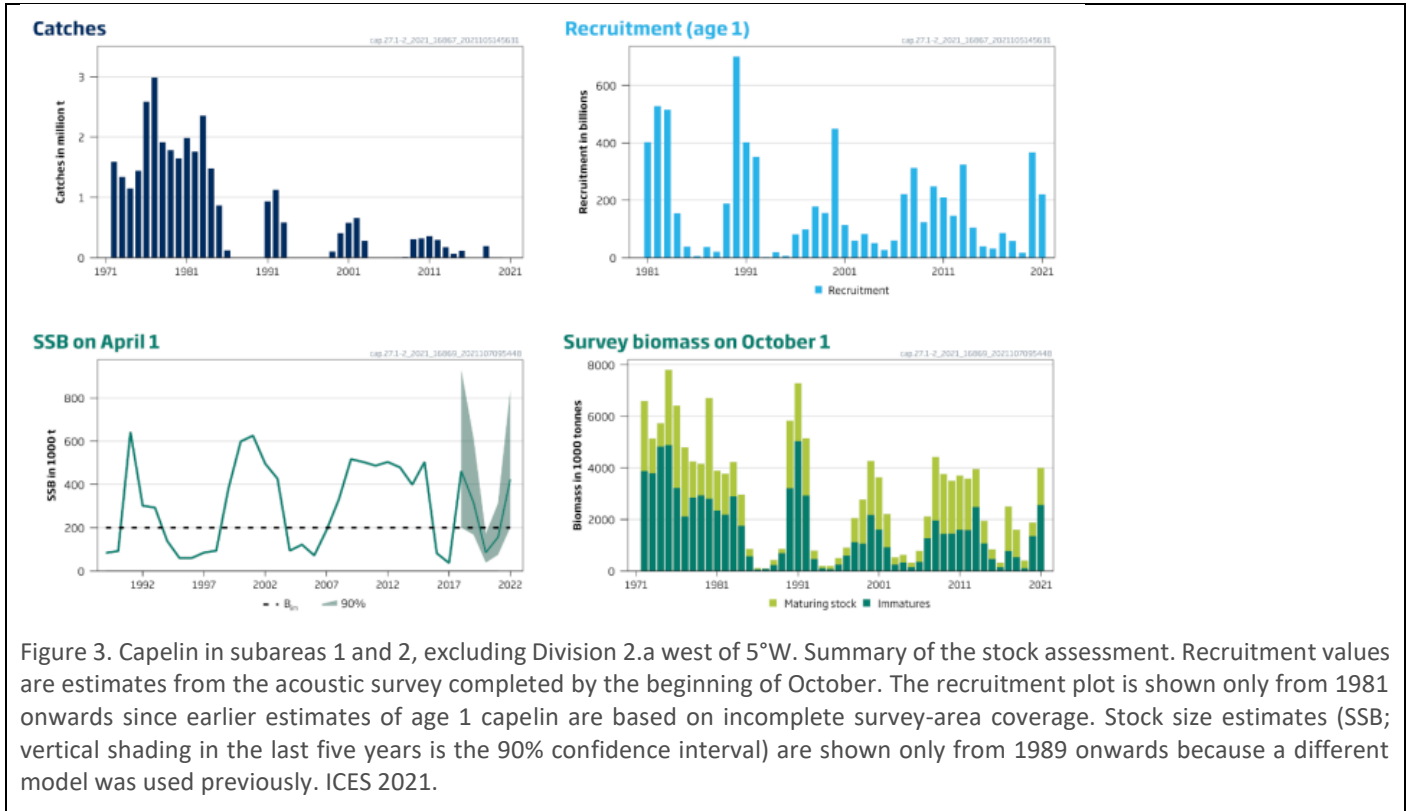 Catches
cap.27.1-2_2021_16867_2021105145631
Catches in million t
3
2
1
0
1971 1981 1991 2001 2011 2021
Recruitment (age 1)
cap.27.1-2_2021_16867_2021105145631
Recruitment in billions
600
400
200
0
1981 1991 2001 2011 2021
Recruitment
SSB on April 1
cap.27.1-2_2021_16869_2021107095448
SSB in 1000 t
800
600
400
200
0
1992 1997 2002 2007 2012 2017 2022
90%
Survey biomass on October 1
cap.27.1-2_2021_16869_2021107095448
Biomass in 1000 tonnes
8000
6000
4000
2000
0
1971 1981 1991 2001 2011 2021
Maturing stock Immatures
Figure 3. Capelin in subareas 1 and 2, excluding Division 2.a west of 5°W. Summary of the stock assessment. Recruitment values
are estimates from the acoustic survey completed by the beginning of October. The recruitment plot is shown only from 1981
onwards since earlier estimates of age 1 capelin are based on incomplete survey-area coverage. Stock size estimates (SSB;
vertical shading in the last five years is the 90% confidence interval) are shown only from 1989 onwards because a different
model was used previously. ICES 2021.